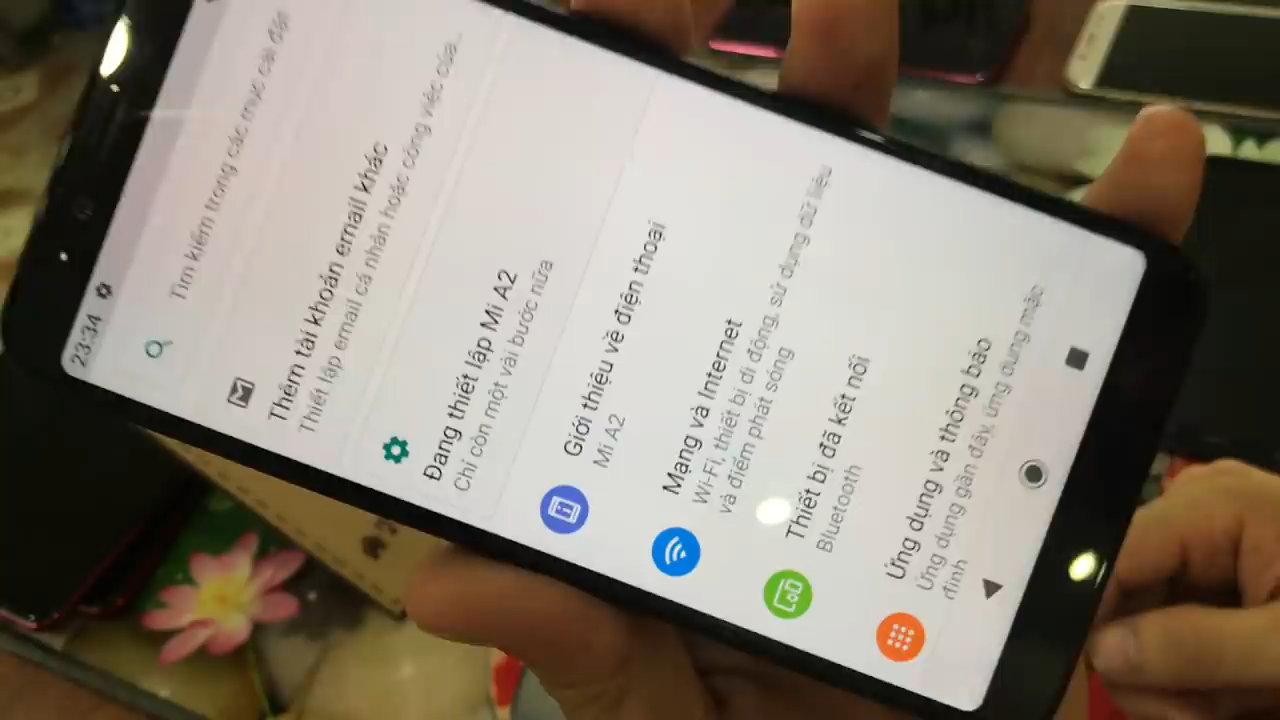 23:34
Tìm kiếm trong các mục cài đặt
Thêm tài khoản email khác
Thiết lập email cá nhân hoặc công việc của...
Đang thiết lập Mi A2
Chỉ còn một vài bước nữa
Giới thiệu về điện thoại
Mi A2
Mạng và Internet
Wi-Fi, thiết bị di động, sử dụng dữ liệu
và điểm phát sóng
Thiết bị đã kết nối
Bluetooth
Ứng dụng và thông báo
Ứng dụng gần đây, ứng dụng mặc
định